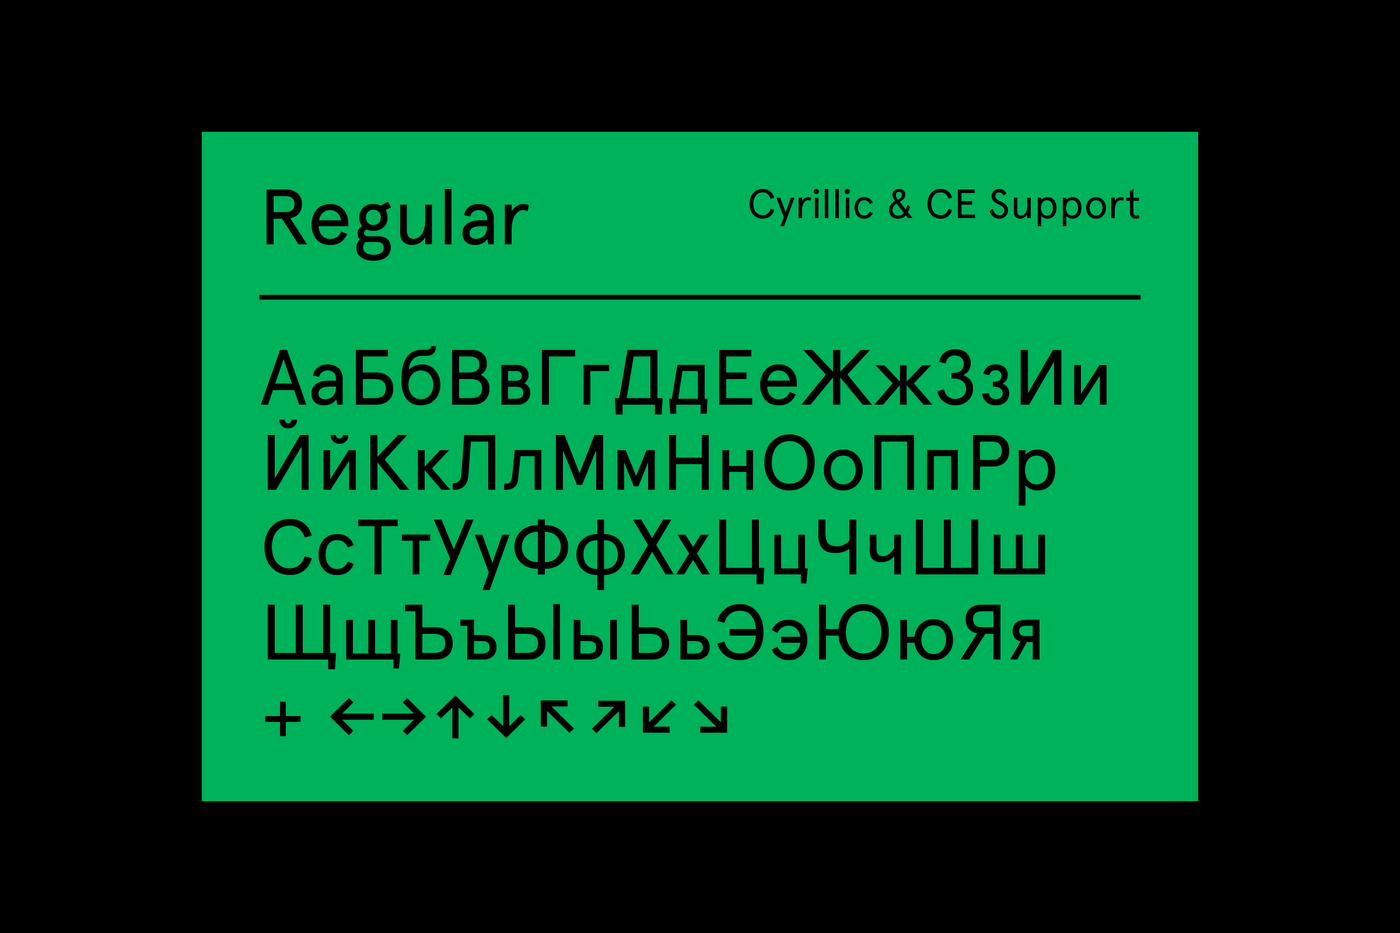 Regular
Cyrillic & CE Support
АаБбВвГгДдЕеЖжЗзИи
ЙйКкЛлМмНнОоПпРр
СсТтУуФфХхЦцЧчШш
ЩщЪъЫыЬьЭэЮюЯя
+ ←→↑↓↖↗↙↘